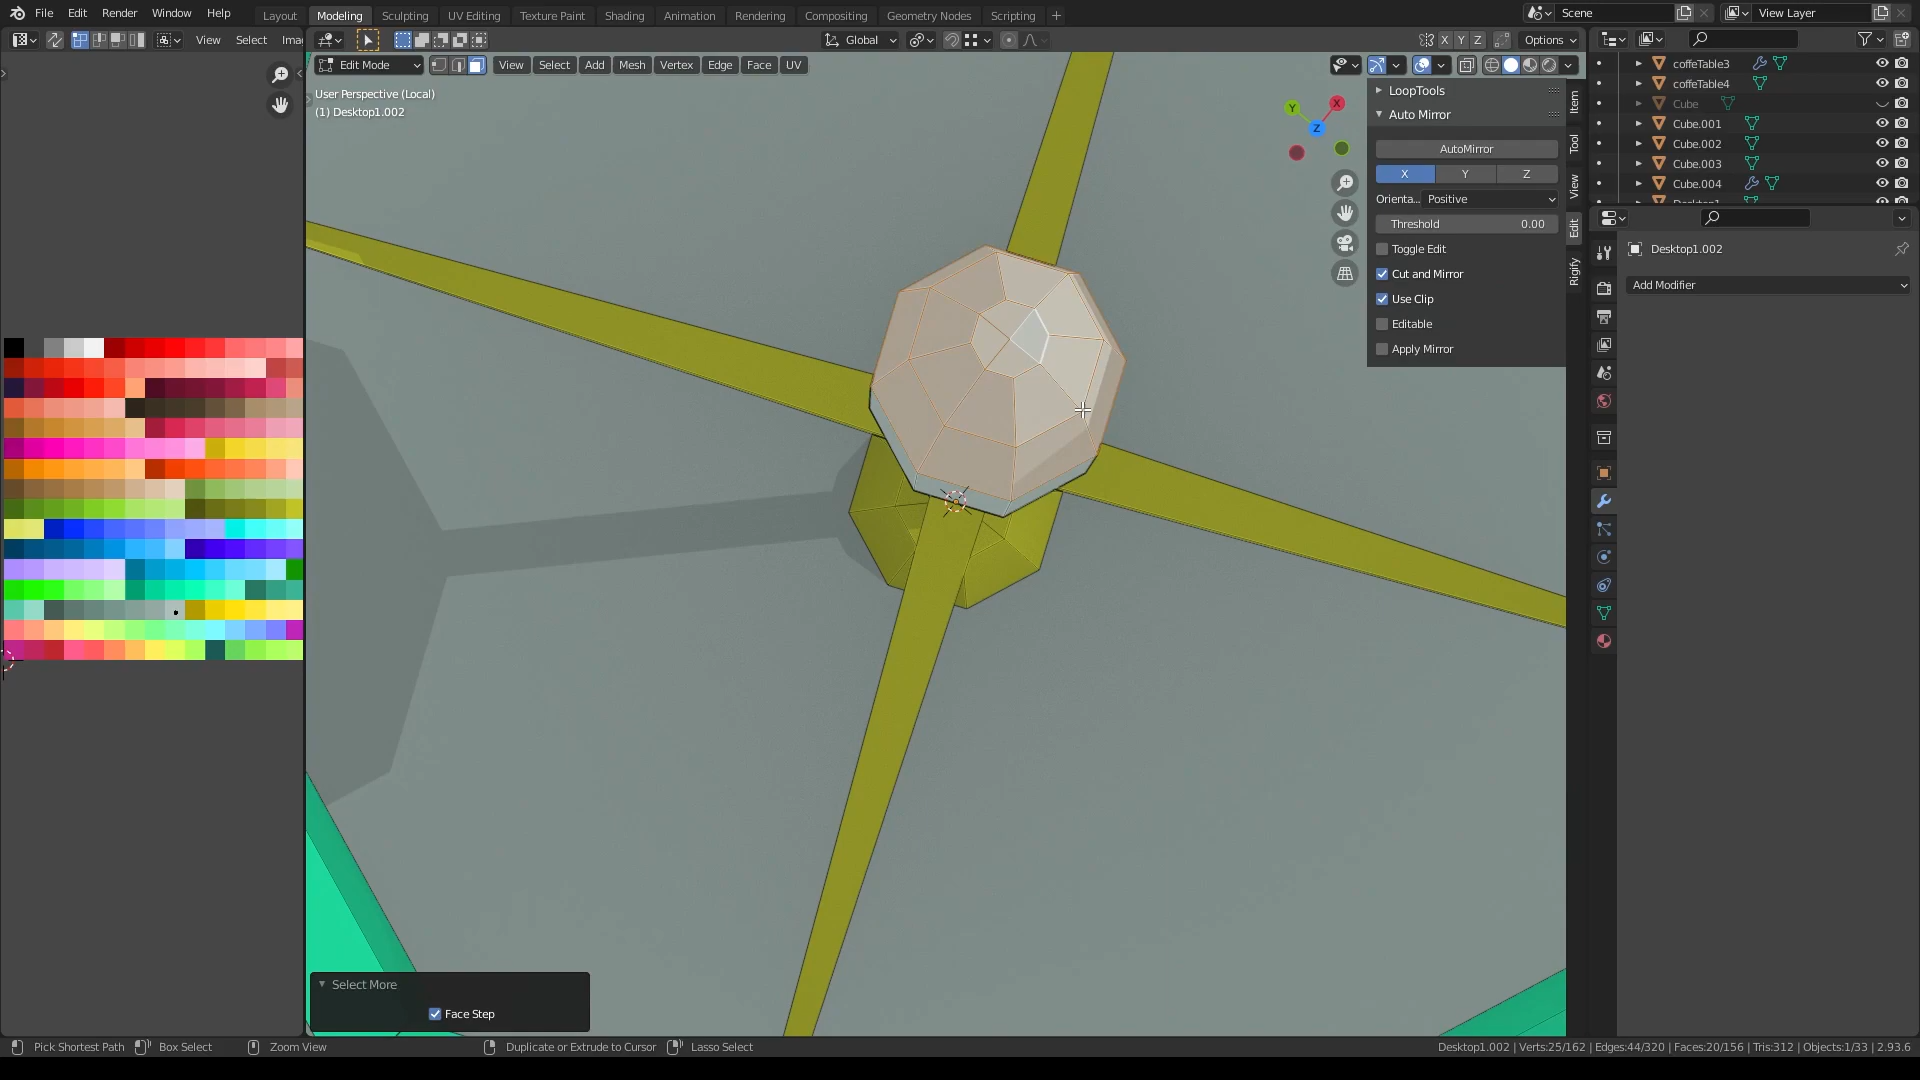 File Edit Render Window Help
Layout Modeling Sculpting UV Editing Texture Paint Shading Animation Rendering Compositing Geometry Nodes Scripting
Scene
View Layer
View Select Ima
Global
X Y Z
Options
Edit Mode
View Select Add Mesh Vertex Edge Face UV
User Perspective (Local)
(1) Desktop1.002
Y X Z
LoopTools
Auto Mirror
AutoMirror
X Y Z
Orienta... Positive
Threshold 0.00
Toggle Edit
Cut and Mirror
Use Clip
Editable
Apply Mirror
Item
Tool
View
Edit
Rigify
coffeTable3
coffeTable4
Cube
Cube.001
Cube.002
Cube.003
Cube.004
Desktop1
Desktop1.002
Add Modifier
Select More
Face Step
Pick Shortest Path Box Select Zoom View Duplicate or Extrude to Cursor Lasso Select
Desktop1.002 | Verts:25/162 | Edges:44/320 | Faces:20/156 | Tris:312 | Objects:1/33 | 2.93.6